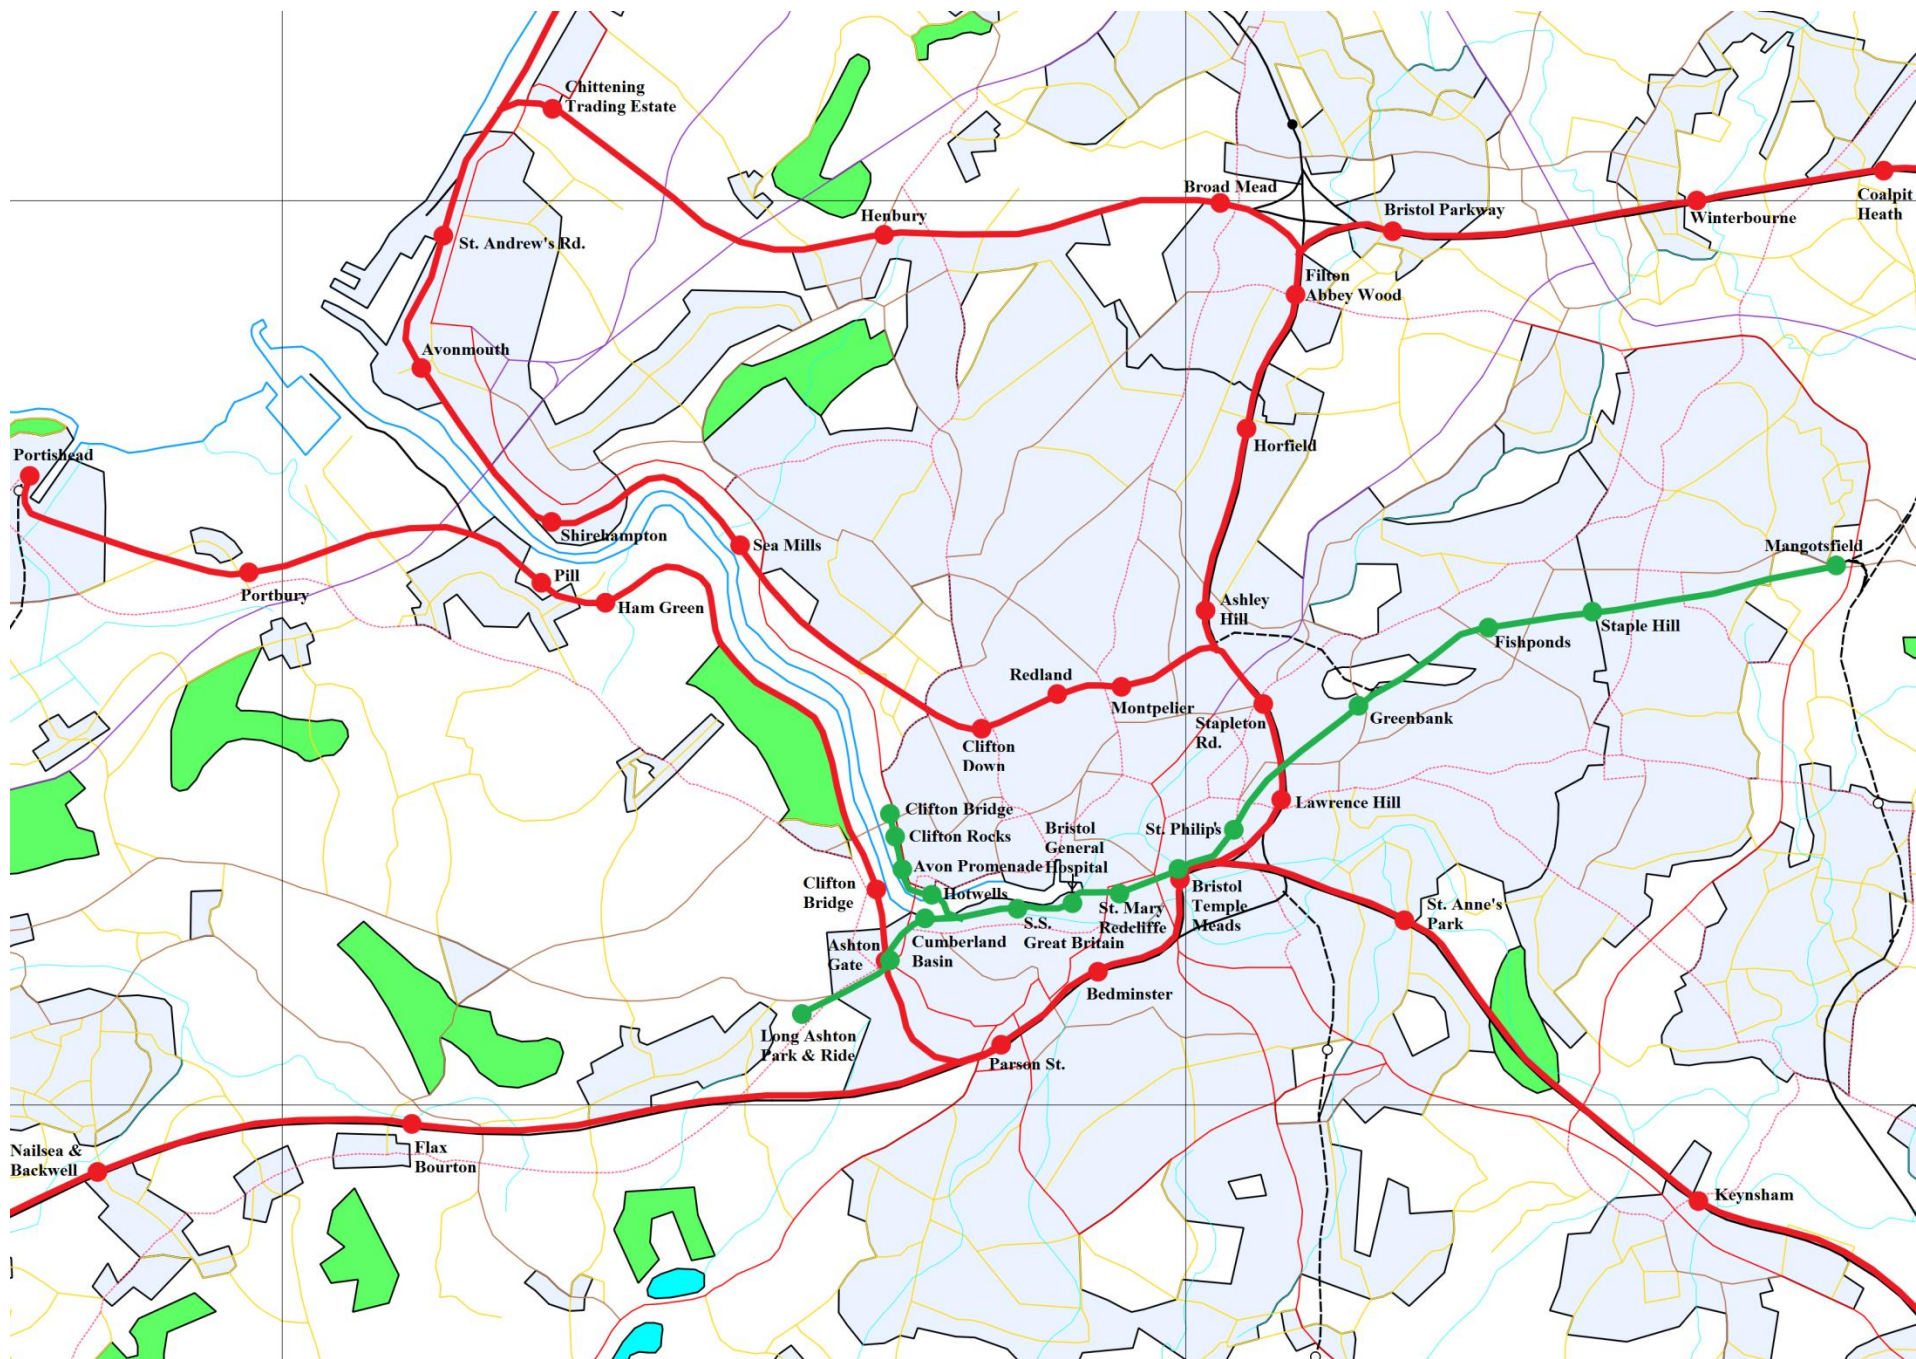 Chittening
Trading Estate
Broad Mead
Coalpit
Heath
Henbury
Bristol Parkway
Winterbourne
St. Andrew's Rd.
Filton
Abbey Wood
Avonmouth
Horfield
Portishead
Shirehampton
Sea Mills
Mangotsfield
Pill
Portbury
Ham Green
Ashley
Hill
Staple Hill
Fishponds
Redland
Montpelier
Stapleton
Rd.
Greenbank
Clifton
Down
Clifton Bridge
Lawrence Hill
Clifton Rocks
Bristol
General
Hospital
St. Philip's
Avon Promenade
Clifton
Bridge
Hotwells
Bristol
Temple
Meads
St. Anne's
Park
St. Mary
Redcliffe
S.S.
Great Britain
Ashton
Gate
Cumberland
Basin
Bedminster
Long Ashton
Park & Ride
Parson St.
Nailsea &
Backwell
Flax
Bourton
Keynsham